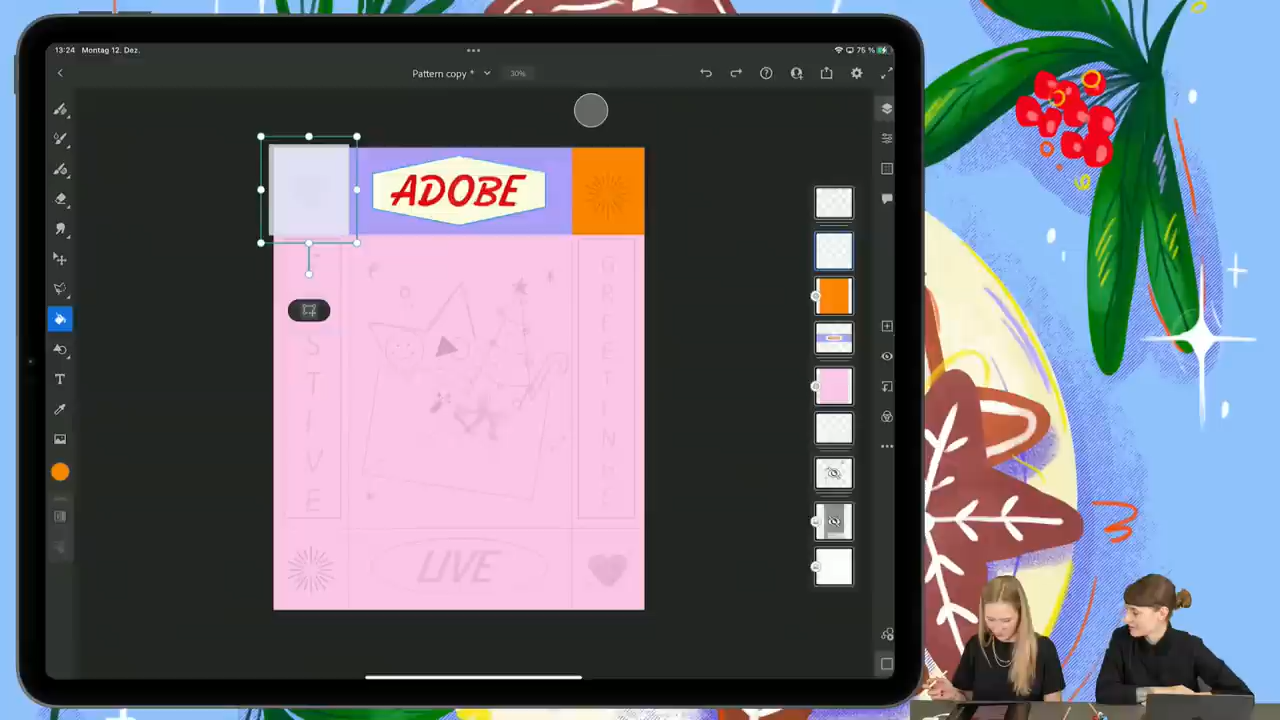 13:24 Montag 12. Dez.
75 %
Pattern copy *
30%
ADOBE
S
T
I
V
E
G
R
E
E
T
I
N
LIVE
T